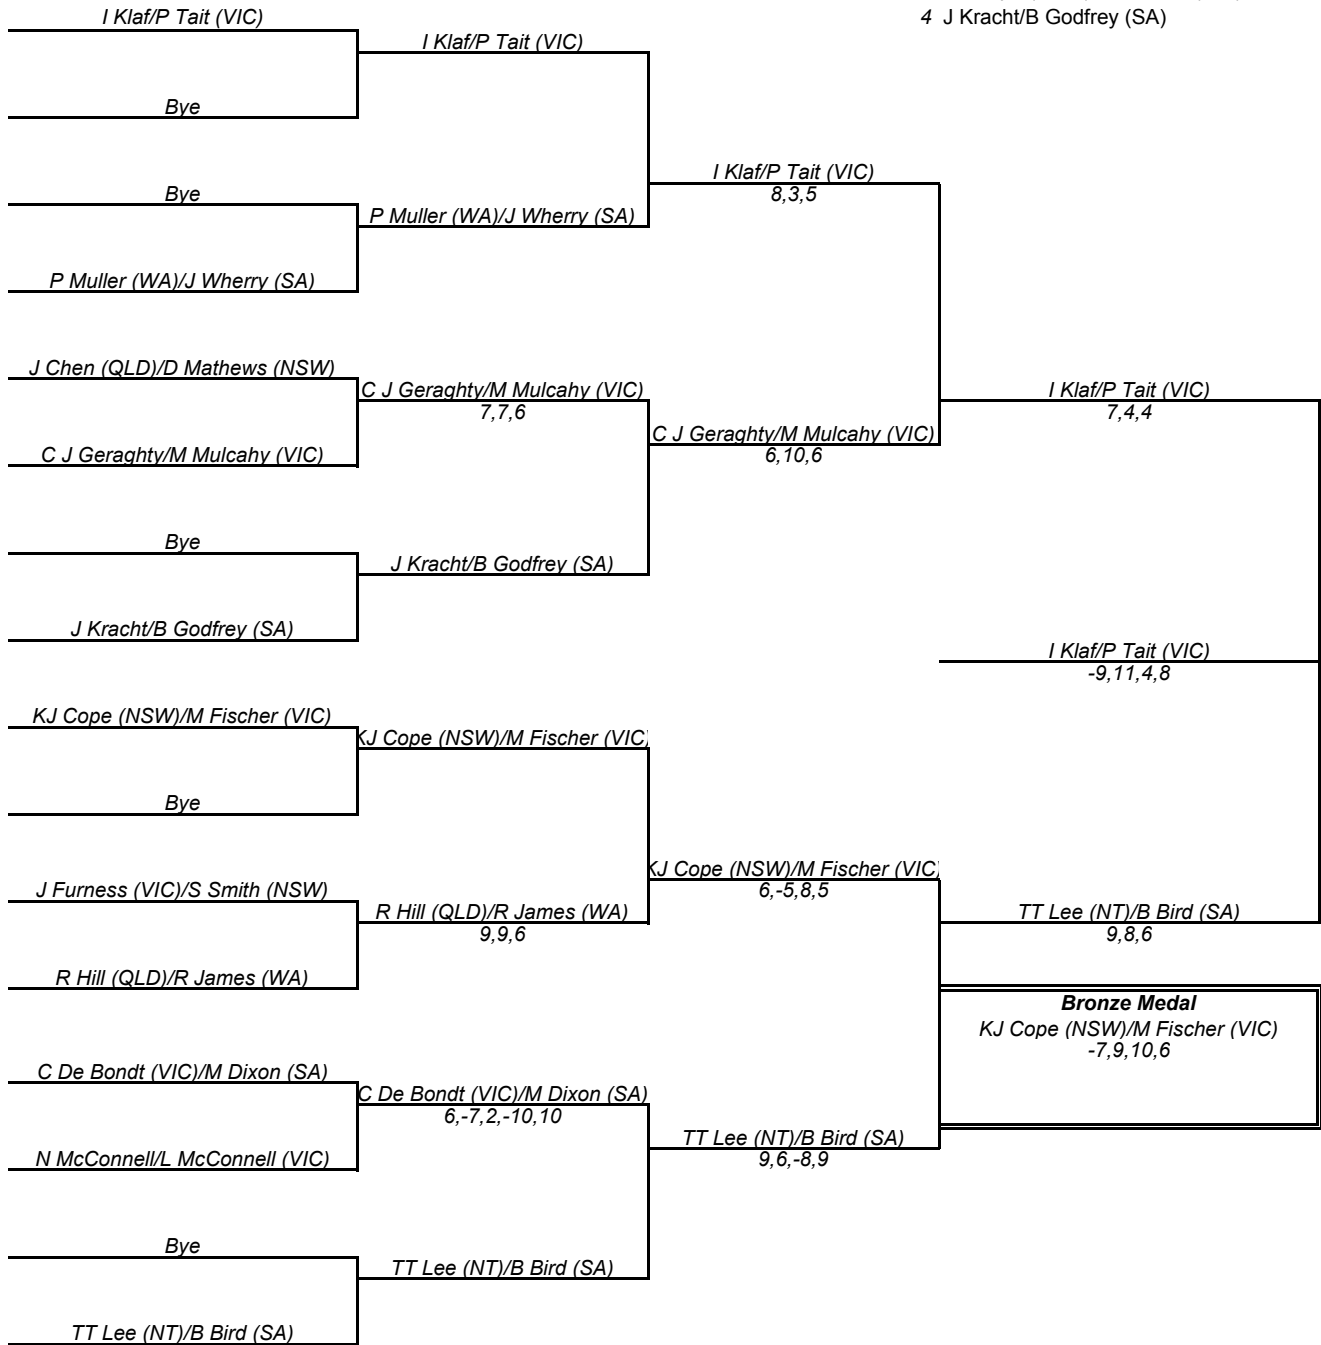 4 J Kracht/B Godfrey (SA)
I Klaf/P Tait (VIC)
Bye
Bye
P Muller (WA)/J Wherry (SA)
J Chen (QLD)/D Mathews (NSW)
C J Geraghty/M Mulcahy (VIC)
Bye
J Kracht/B Godfrey (SA)
KJ Cope (NSW)/M Fischer (VIC)
Bye
J Furness (VIC)/S Smith (NSW)
R Hill (QLD)/R James (WA)
C De Bondt (VIC)/M Dixon (SA)
N McConnell/L McConnell (VIC)
Bye
TT Lee (NT)/B Bird (SA)
I Klaf/P Tait (VIC)
P Muller (WA)/J Wherry (SA)
C J Geraghty/M Mulcahy (VIC)
7,7,6
J Kracht/B Godfrey (SA)
KJ Cope (NSW)/M Fischer (VIC)
R Hill (QLD)/R James (WA)
9,9,6
C De Bondt (VIC)/M Dixon (SA)
6,-7,2,-10,10
TT Lee (NT)/B Bird (SA)
I Klaf/P Tait (VIC)
8,3,5
C J Geraghty/M Mulcahy (VIC)
6,10,6
KJ Cope (NSW)/M Fischer (VIC)
6,-5,8,5
TT Lee (NT)/B Bird (SA)
9,6,-8,9
I Klaf/P Tait (VIC)
7,4,4
I Klaf/P Tait (VIC)
-9,11,4,8
TT Lee (NT)/B Bird (SA)
9,8,6
Bronze Medal
KJ Cope (NSW)/M Fischer (VIC)
-7,9,10,6